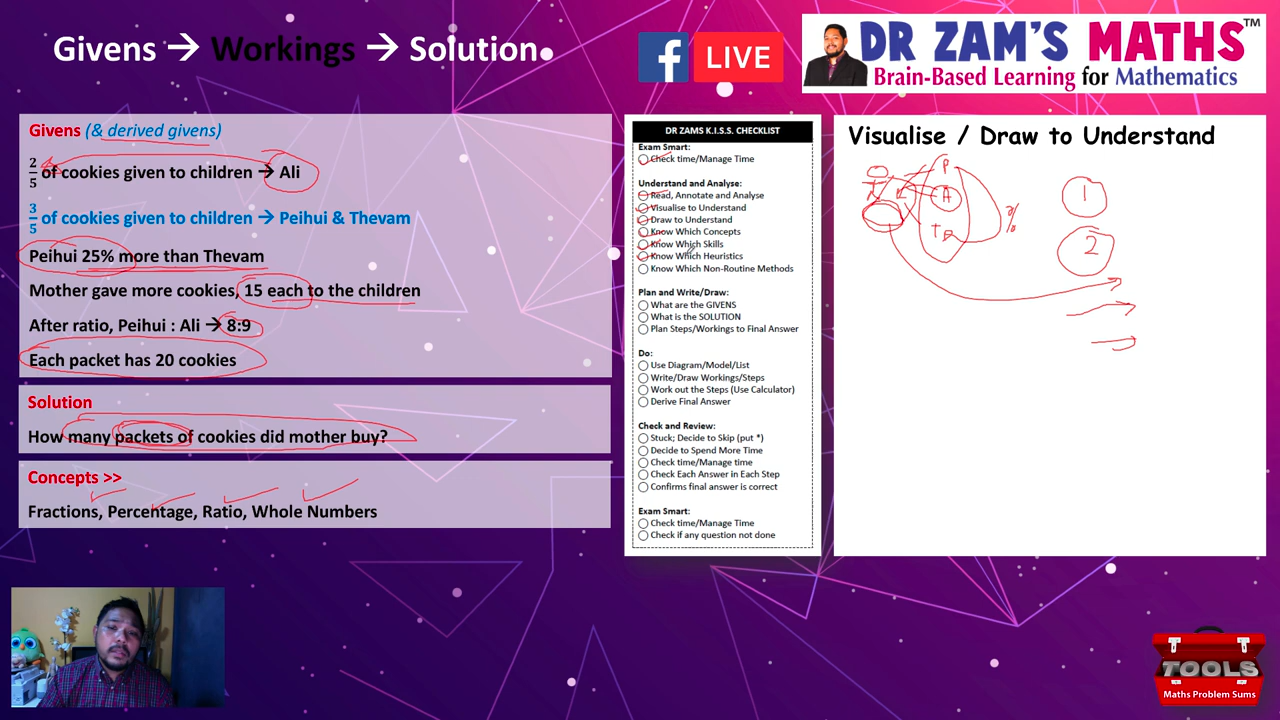 Givens → Workings → Solution
f LIVE
DR ZAM'S MATHS™
Brain-Based Learning for Mathematics
Givens (& derived givens)
2/5 of cookies given to children → Ali
3/5 of cookies given to children → Peihui & Thevam
Peihui 25% more than Thevam
Mother gave more cookies, 15 each to the children
After ratio, Peihui : Ali → 8:9
Each packet has 20 cookies
Solution
How many packets of cookies did mother buy?
Concepts >>
Fractions, Percentage, Ratio, Whole Numbers
DR ZAMS K.I.S.S. CHECKLIST
Exam Smart:
Check time/Manage Time
Understand and Analyse:
Read, Annotate and Analyse
Visualise to Understand
Draw to Understand
Know Which Concepts
Know Which Skills
Know Which Heuristics
Know Which Non-Routine Methods
Plan and Write/Draw:
What are the GIVENS
What is the SOLUTION
Plan Steps/Workings to Final Answer
Do:
Use Diagram/Model/List
Write/Draw Workings/Steps
Work out the Steps (Use Calculator)
Derive Final Answer
Check and Review:
Stuck; Decide to Skip (put *)
Decide to Spend More Time
Check time/Manage time
Check Each Answer in Each Step
Confirms final answer is correct
Exam Smart:
Check time/Manage Time
Check if any question not done
Visualise / Draw to Understand
P
A
T
%
1
2
TOOLS
Maths Problem Sums